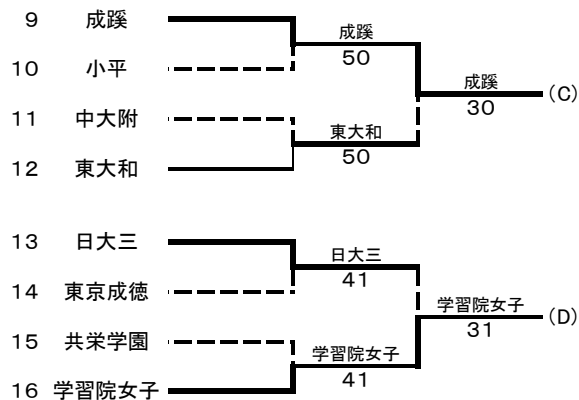 9 成蹊
成蹊
50
10 小平
成蹊
30
(C)
11 中大附
東大和
50
12 東大和
13 日大三
日大三
41
14 東京成徳
学習院女子
31
(D)
15 共栄学園
学習院女子
41
16 学習院女子